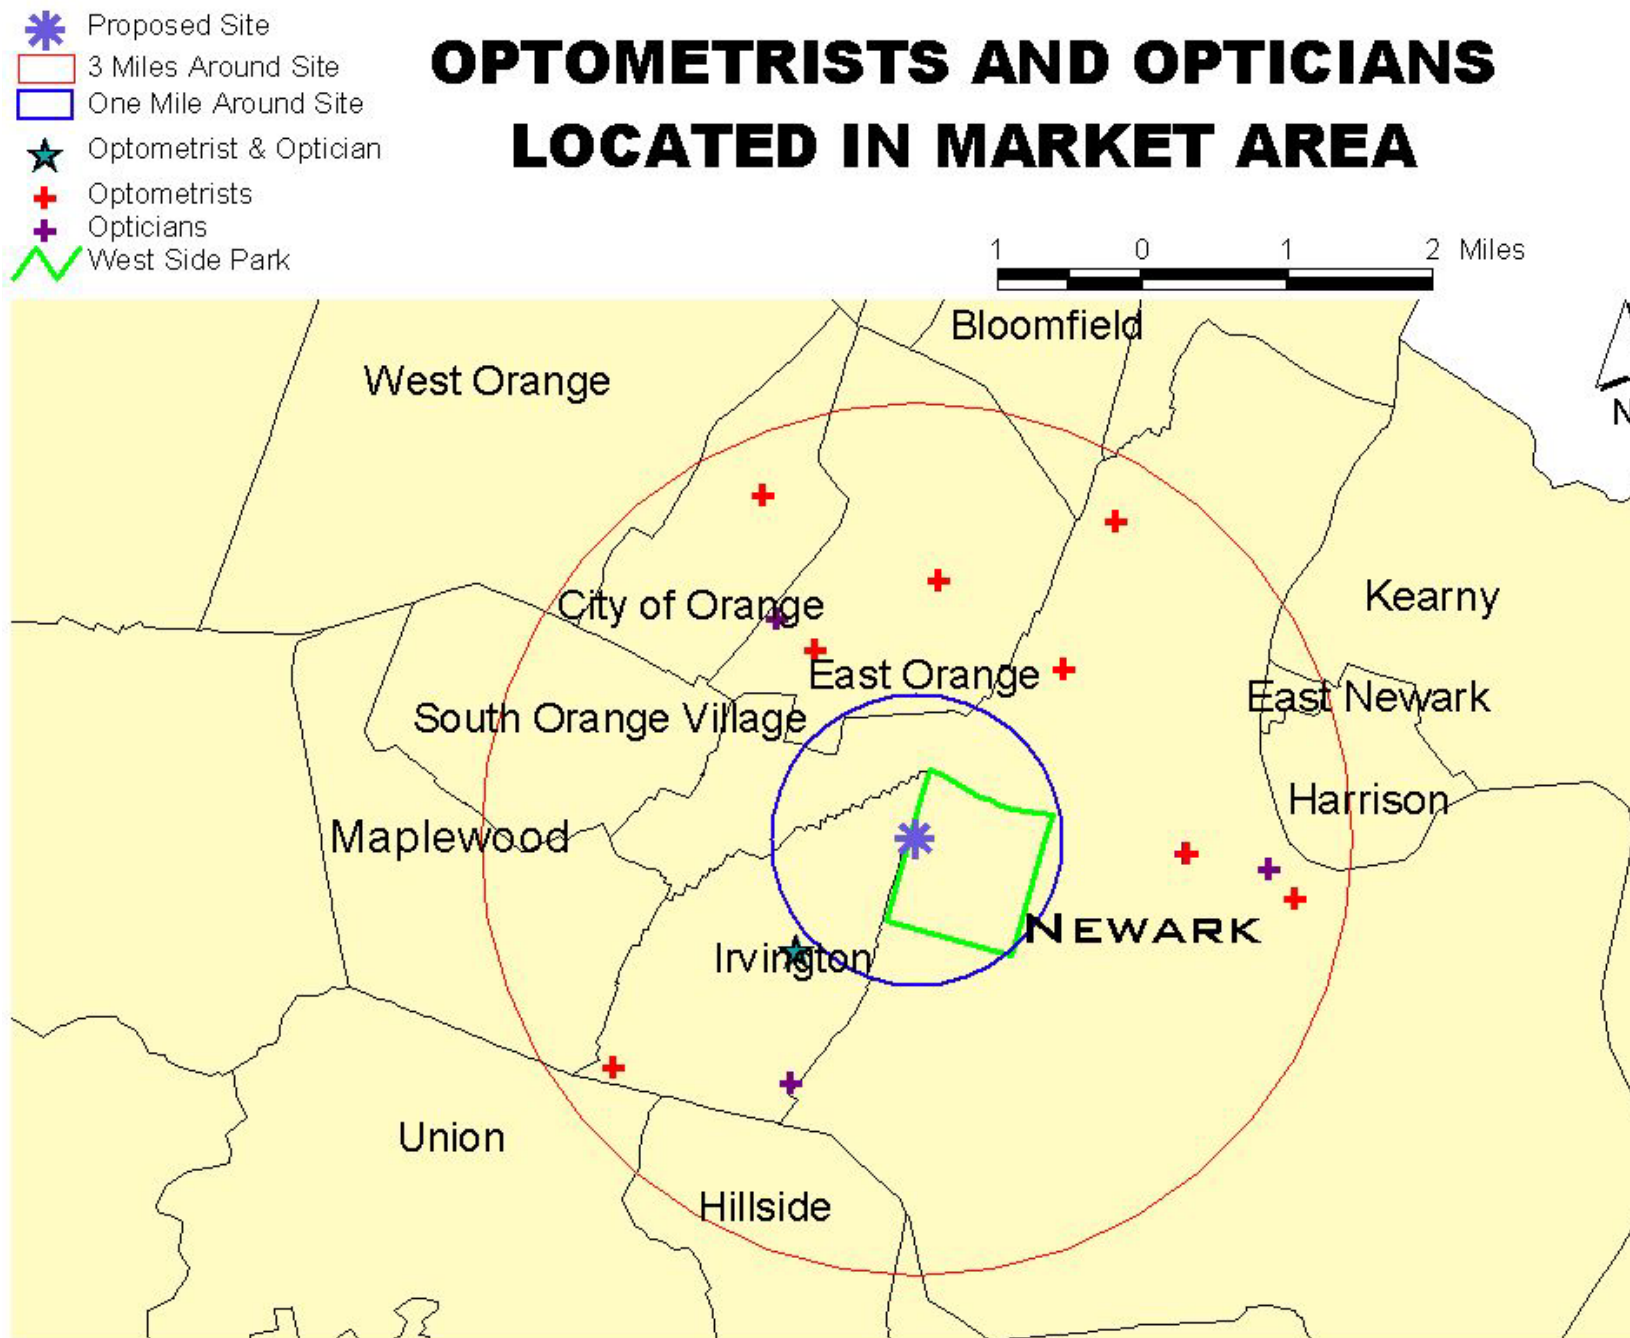 Proposed Site
3 Miles Around Site
One Mile Around Site
Optometrist & Optician
Optometrists
Opticians
West Side Park
OPTOMETRISTS AND OPTICIANS
LOCATED IN MARKET AREA
1 0 1 2 Miles
Bloomfield
West Orange
N
City of Orange
Kearny
East Orange
East Newark
South Orange Village
Harrison
Maplewood
NEWARK
Irvington
Union
Hillside